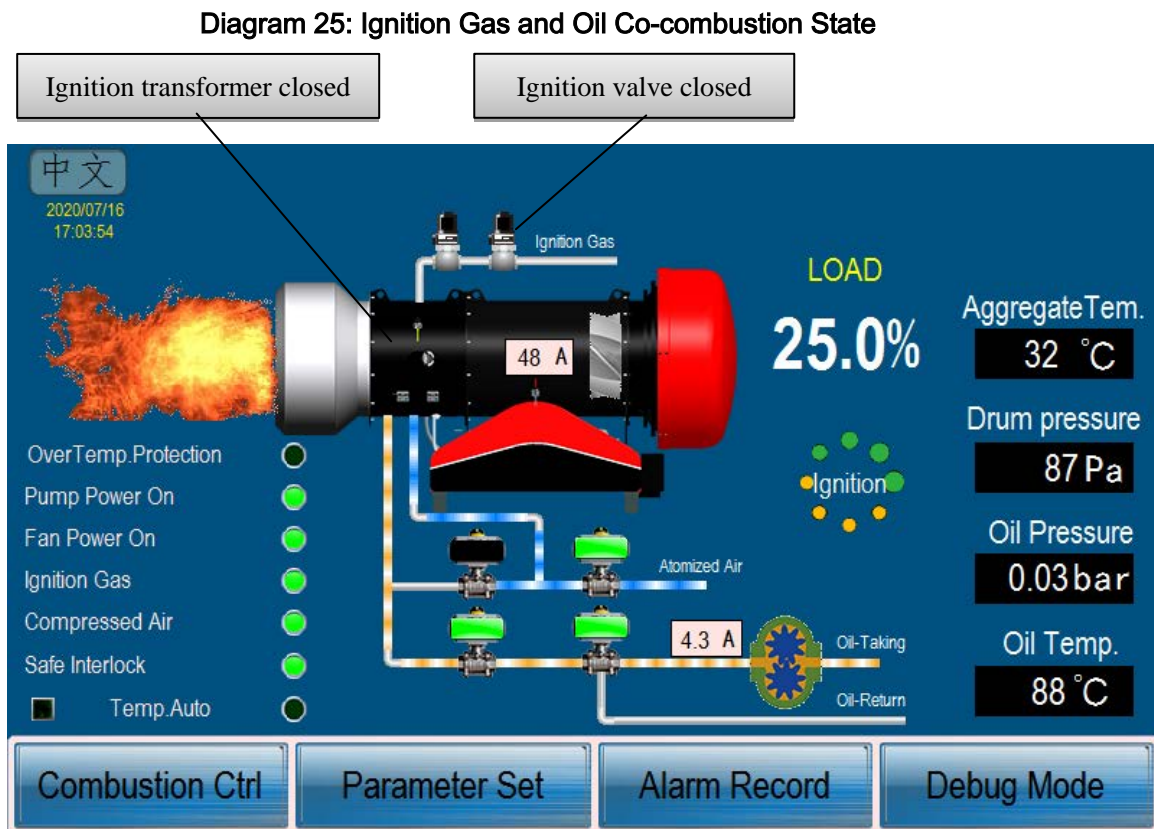 Diagram 25: Ignition Gas and Oil Co-combustion State
Ignition transformer closed
Ignition valve closed
中文
2020/07/16
17:03:54
Ignition Gas
LOAD
25.0%
AggregateTem.
32 °C
48 A
Drum pressure
87 Pa
OverTemp.Protection
Pump Power On
Fan Power On
Ignition Gas
Compressed Air
Safe Interlock
Temp.Auto
Ignition
Oil Pressure
0.03bar
Atomized Air
4.3 A
Oil-Taking
Oil-Return
Oil Temp.
88 °C
Combustion Ctrl
Parameter Set
Alarm Record
Debug Mode